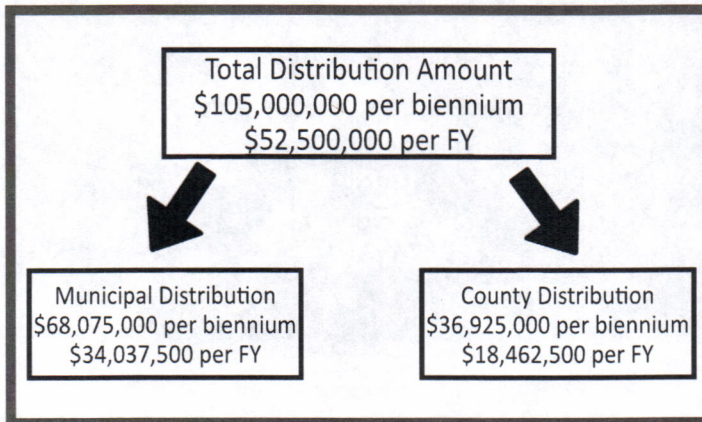 Total Distribution Amount
$105,000,000 per biennium
$52,500,000 per FY
Municipal Distribution
$68,075,000 per biennium
$34,037,500 per FY
County Distribution
$36,925,000 per biennium
$18,462,500 per FY